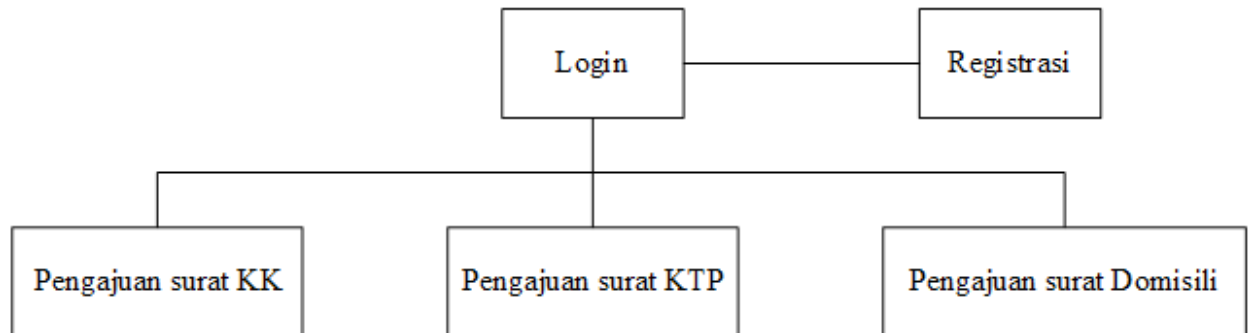 Login
Registrasi
Pengajuan surat KK
Pengajuan surat KTP
Pengajuan surat Domisili